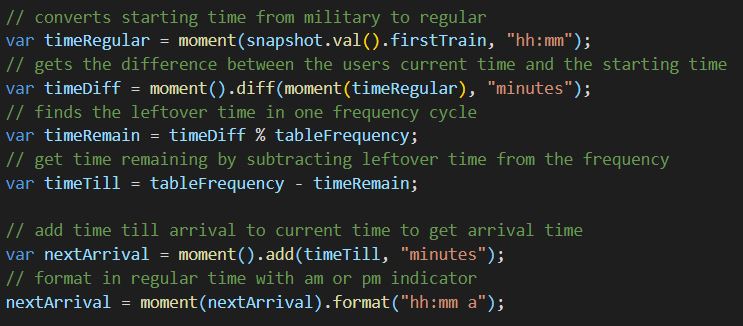 // converts starting time from military to regular
var timeRegular = moment(snapshot.val().firstTrain, "hh:mm");
// gets the difference between the users current time and the starting time
var timeDiff = moment().diff(moment(timeRegular), "minutes");
// finds the leftover time in one frequency cycle
var timeRemain = timeDiff % tableFrequency;
// get time remaining by subtracting leftover time from the frequency
var timeTill = tableFrequency - timeRemain;
// add time till arrival to current time to get arrival time
var nextArrival = moment().add(timeTill, "minutes");
// format in regular time with am or pm indicator
nextArrival = moment(nextArrival).format("hh:mm a");